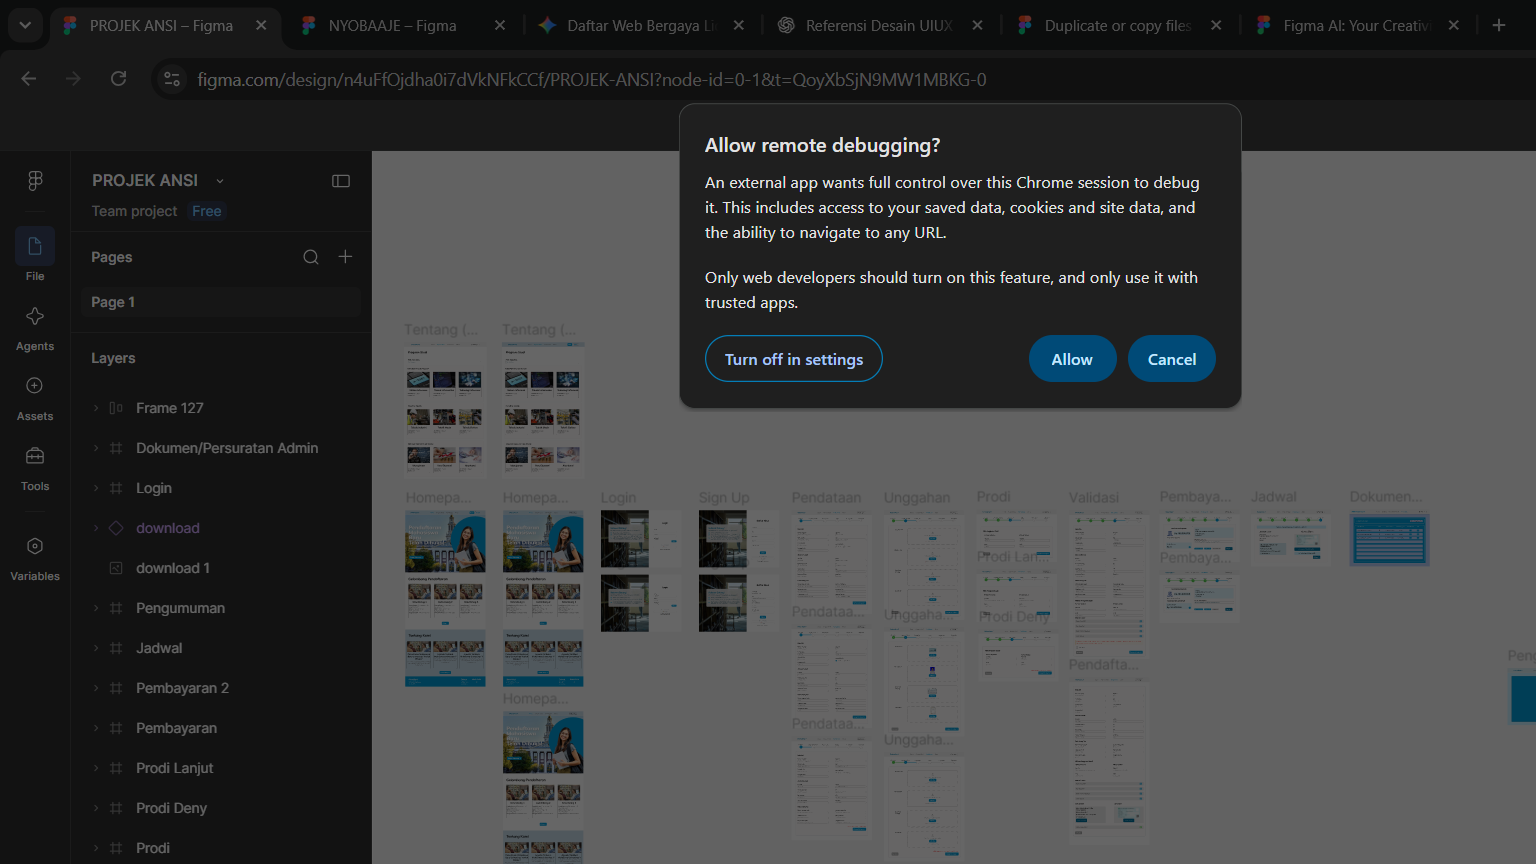 PROJEK ANSI – Figma
NYOBAAJE – Figma
Daftar Web Bergaya Li
Referensi Desain UIUX
Duplicate or copy files
Figma AI: Your Creativ
figma.com/design/n4uFfOjdha0i7dVkNFkCCf/PROJEK-ANSI?node-id=0-1&t=QoyXbSjN9MW1MBKG-0
Allow remote debugging?
An external app wants full control over this Chrome session to debug
it. This includes access to your saved data, cookies and site data, and
the ability to navigate to any URL.
Only web developers should turn on this feature, and only use it with
trusted apps.
Turn off in settings
Allow
Cancel
File
Agents
Assets
Tools
Variables
PROJEK ANSI
Team project Free
Pages
Page 1
Layers
Frame 127
Dokumen/Persuratan Admin
Login
download
download 1
Pengumuman
Jadwal
Pembayaran 2
Pembayaran
Prodi Lanjut
Prodi Deny
Prodi
Tentang (...
Tentang (...
Homepa...
Homepa...
Login
Sign Up
Pendataan
Unggahan
Prodi
Validasi
Pembaya...
Jadwal
Dokumen...
Prodi Lan...
Pembaya...
Pendataa...
Unggaha...
Prodi Deny
Pendafta...
Peng
Homepa...
Pendataa...
Unggaha...